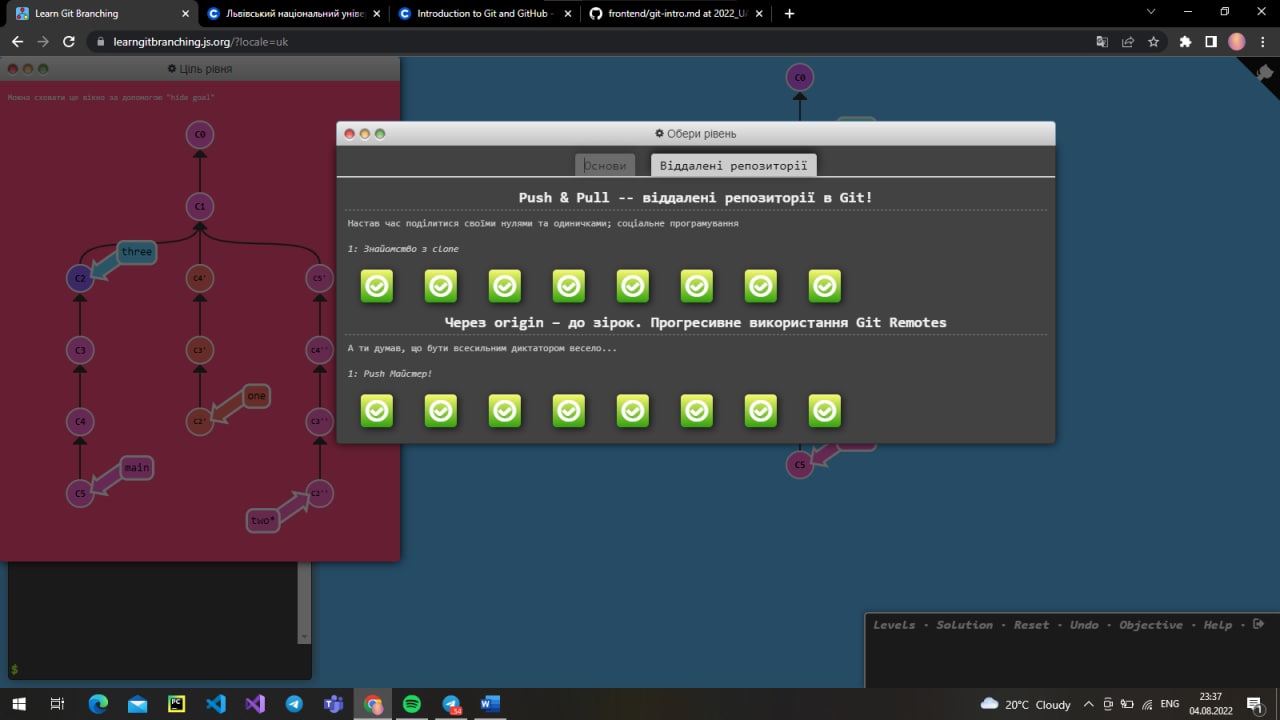 Learn Git Branching
Львівський національний уніве
Introduction to Git and GitHub -
frontend/git-intro.md at 2022_UA
learngitbranching.js.org/?locale=uk
Ціль рівня
Можна сховати це вікно за допомогою "hide goal"
C0
C1
three
C2
C4'
C5'
C3
C3'
C4''
one
C4
C2'
C3''
main
C5
C2''
two*
C0
Обери рівень
Основи
Віддалені репозиторії
Push & Pull -- віддалені репозиторії в Git!
Настав час поділитися своїми нулями та одиничками; соціальне програмування
1: Знайомство з clone
Через origin – до зірок. Прогресивне використання Git Remotes
А ти думав, що бути всесильним диктатором весело...
1: Push Майстер!
C5
$
Levels · Solution · Reset · Undo · Objective · Help ·
PC
54
W
20°C Cloudy
ENG
23:37
04.08.2022
1